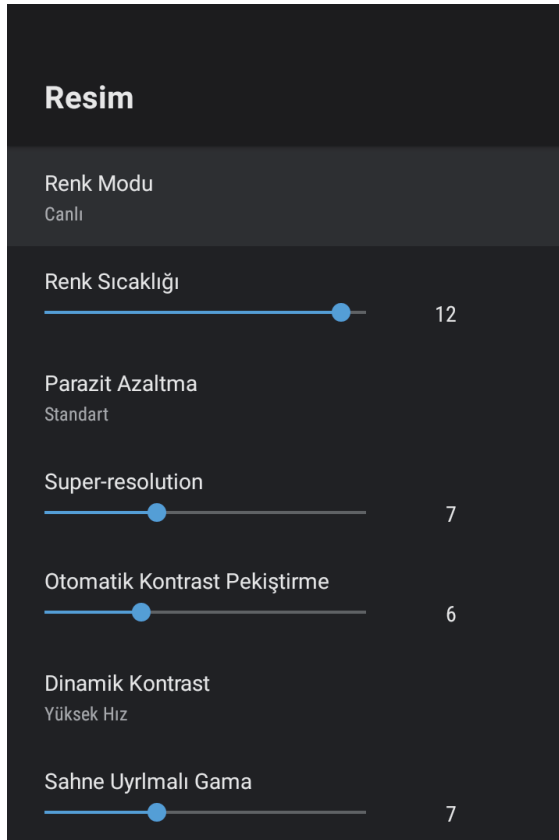 Resim
Renk Modu
Canlı
Renk Sıcaklığı
12
Parazit Azaltma
Standart
Super-resolution
7
Otomatik Kontrast Pekiştirme
6
Dinamik Kontrast
Yüksek Hız
Sahne Uyrlmalı Gama
7